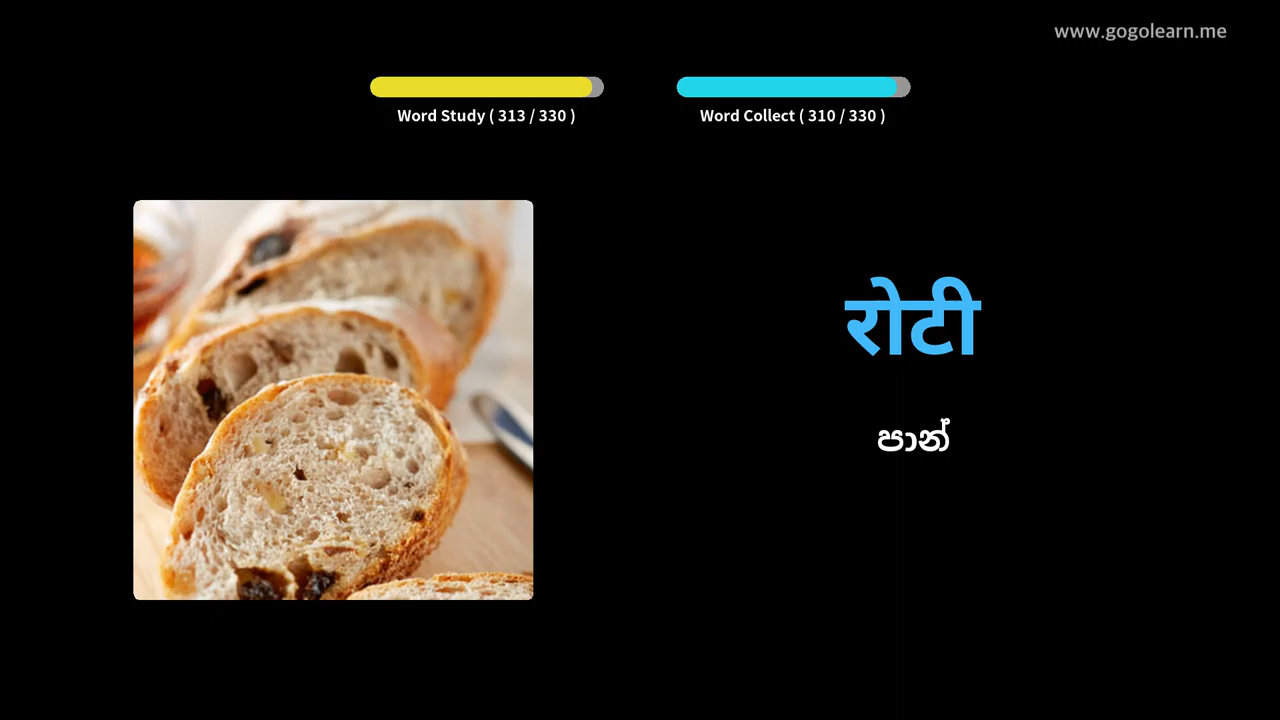 www.gogolearn.me
Word Study ( 313 / 330 )
Word Collect ( 310 / 330 )
रोटी
පාන්